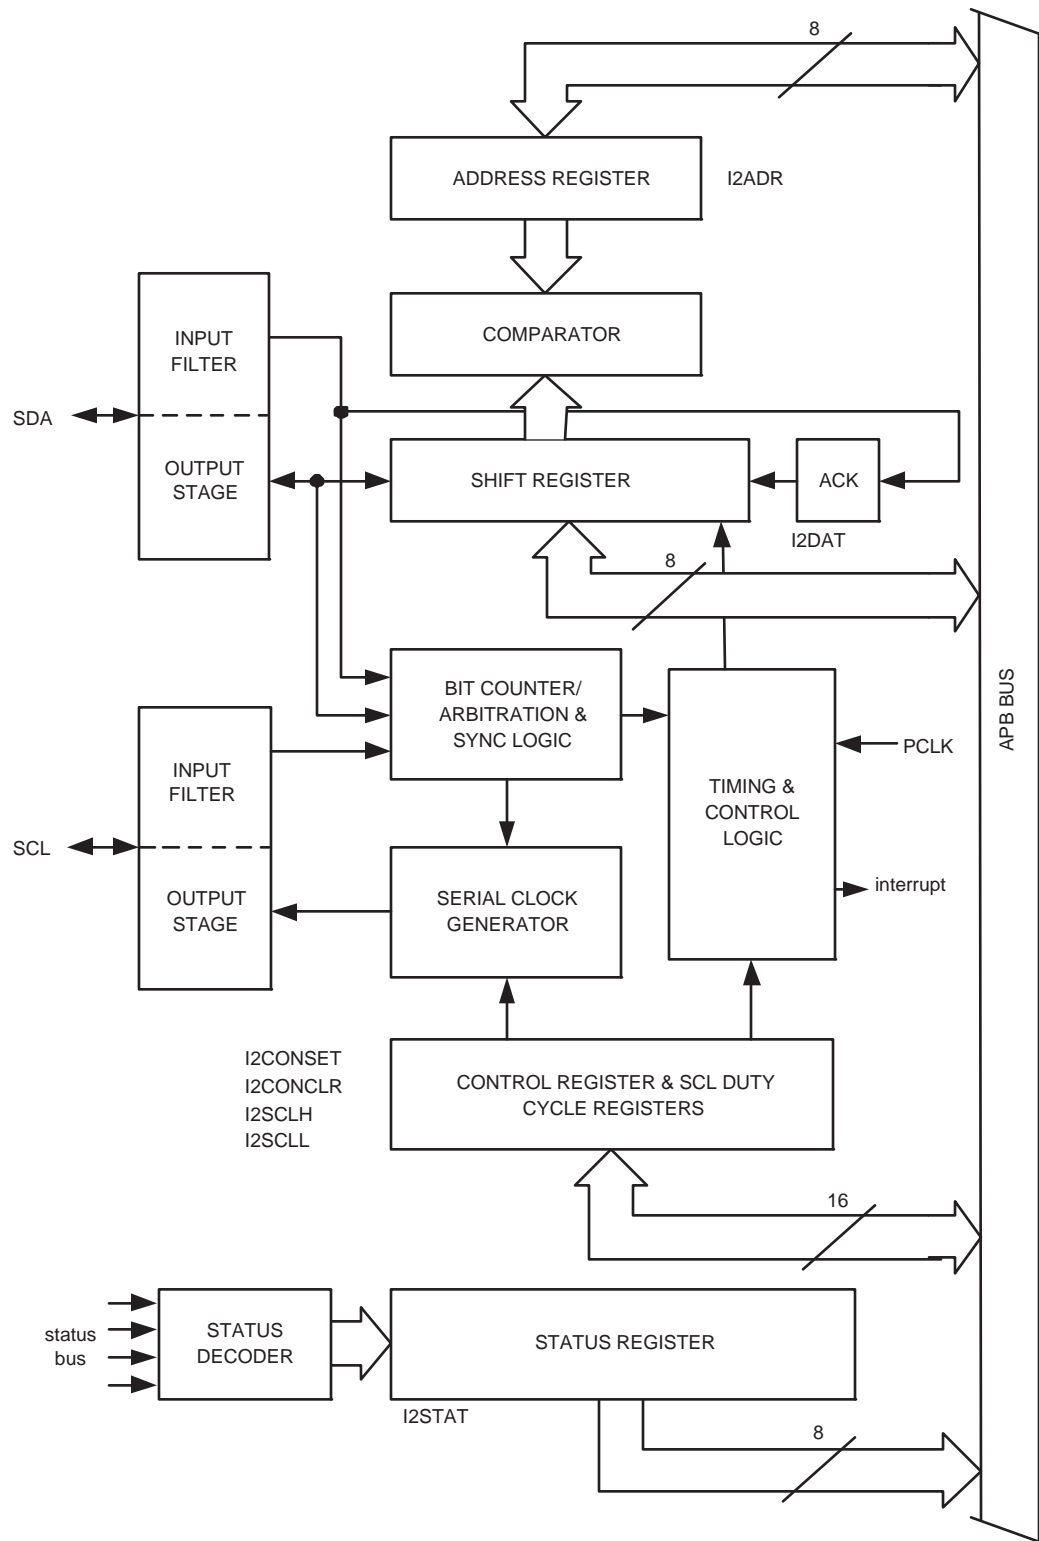 8
ADDRESS REGISTER
I2ADR
COMPARATOR
INPUT
FILTER
SDA
OUTPUT
STAGE
SHIFT REGISTER
ACK
I2DAT
8
BIT COUNTER/
ARBITRATION &
SYNC LOGIC
PCLK
APB BUS
INPUT
FILTER
TIMING &
CONTROL
LOGIC
SCL
OUTPUT
STAGE
SERIAL CLOCK
GENERATOR
interrupt
I2CONSET
I2CONCLR
I2SCLH
I2SCLL
CONTROL REGISTER & SCL DUTY
CYCLE REGISTERS
16
status
bus
STATUS
DECODER
STATUS REGISTER
I2STAT
8